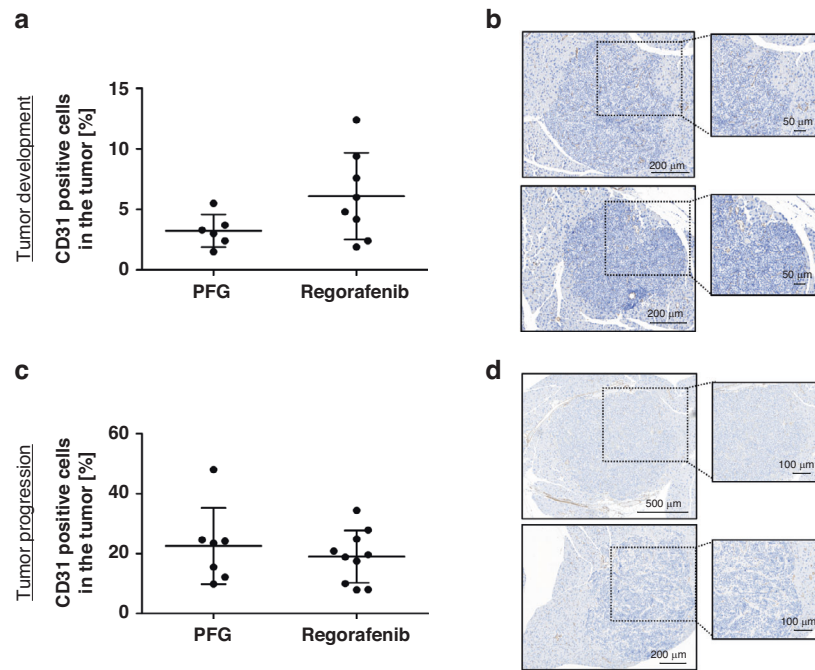 a
Tumor development
CD31 positive cells
in the tumor [%]
15
10
5
0
PFG
Regorafenib
b
200 μm
50 μm
200 μm
50 μm
c
Tumor progression
CD31 positive cells
in the tumor [%]
60
40
20
0
PFG
Regorafenib
d
500 μm
100 μm
200 μm
100 μm